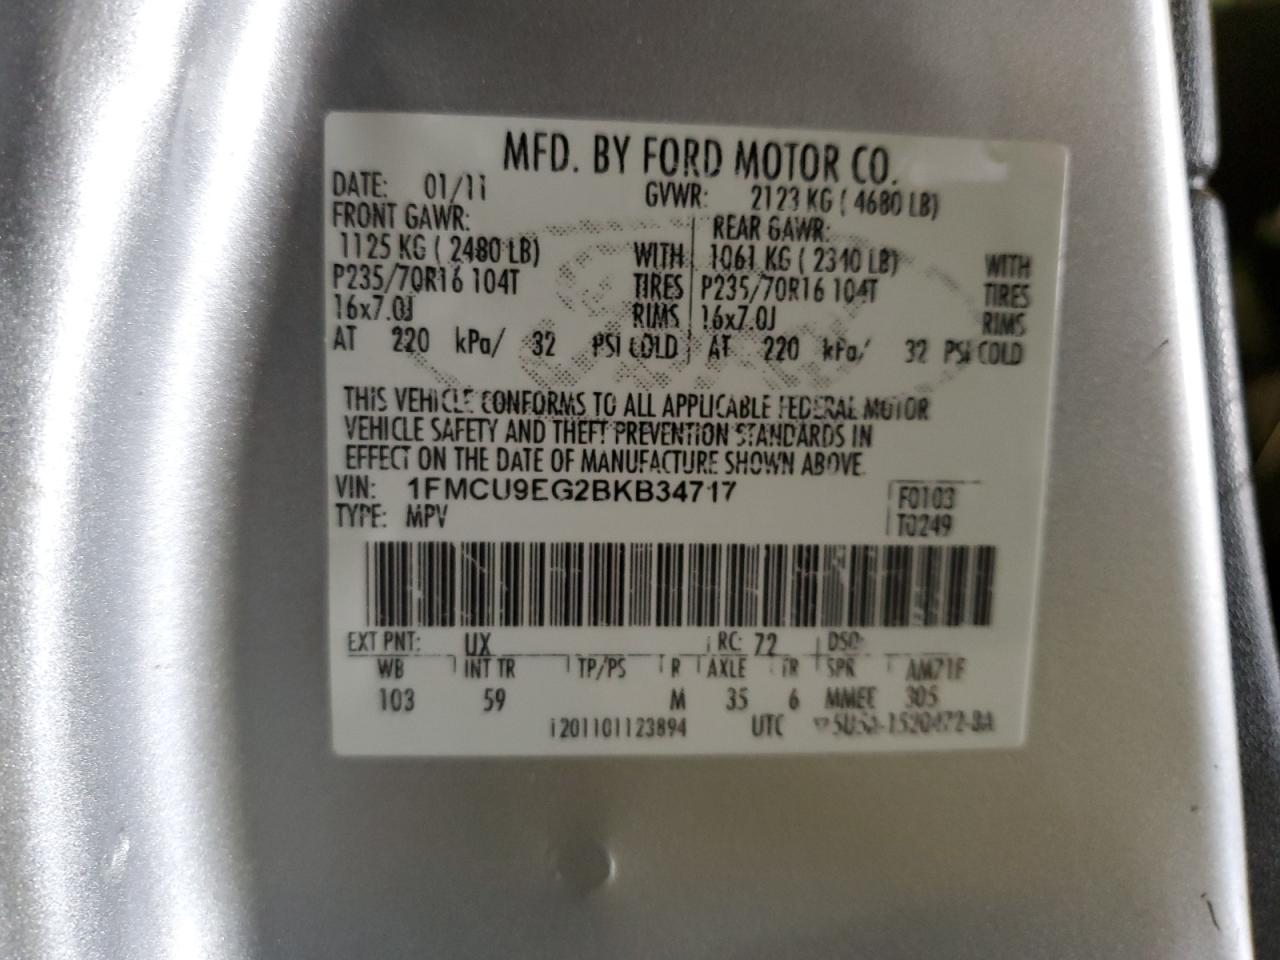 MFD. BY FORD MOTOR CO.
DATE: 01/11 GVWR: 2123 KG ( 4680 LB)
FRONT GAWR: REAR GAWR:
1125 KG ( 2480 LB) WITH 1061 KG ( 2340 LB) WITH
P235/70R16 104T TIRES P235/70R16 104T TIRES
16x7.0J RIMS 16x7.0J RIMS
AT 220 kPa/ 32 PSI COLD AT 220 kPa/ 32 PSI COLD
THIS VEHICLE CONFORMS TO ALL APPLICABLE FEDERAL MOTOR
VEHICLE SAFETY AND THEFT PREVENTION STANDARDS IN
EFFECT ON THE DATE OF MANUFACTURE SHOWN ABOVE.
VIN: 1FMCU9EG2BKB34717
F0103
TYPE: MPV
T0249
EXT PNT: UX RC: 72 DSO:
WB INT TR TP/PS R AXLE TR SPR
103 59 M 35 6 MMEE 305
i201101123894 UTC